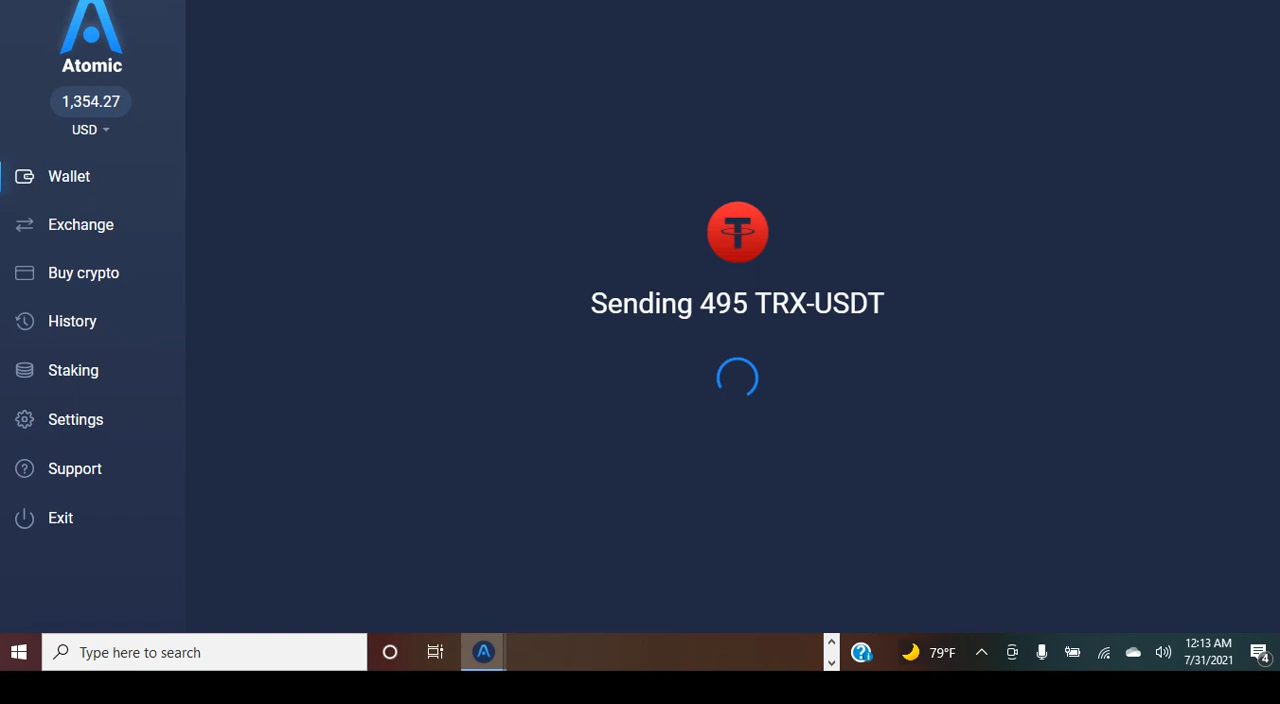 Atomic
1,354.27
USD
Wallet
Exchange
Buy crypto
History
Staking
Settings
Support
Exit
Sending 495 TRX-USDT
Type here to search
79°F
12:13 AM
7/31/2021
4